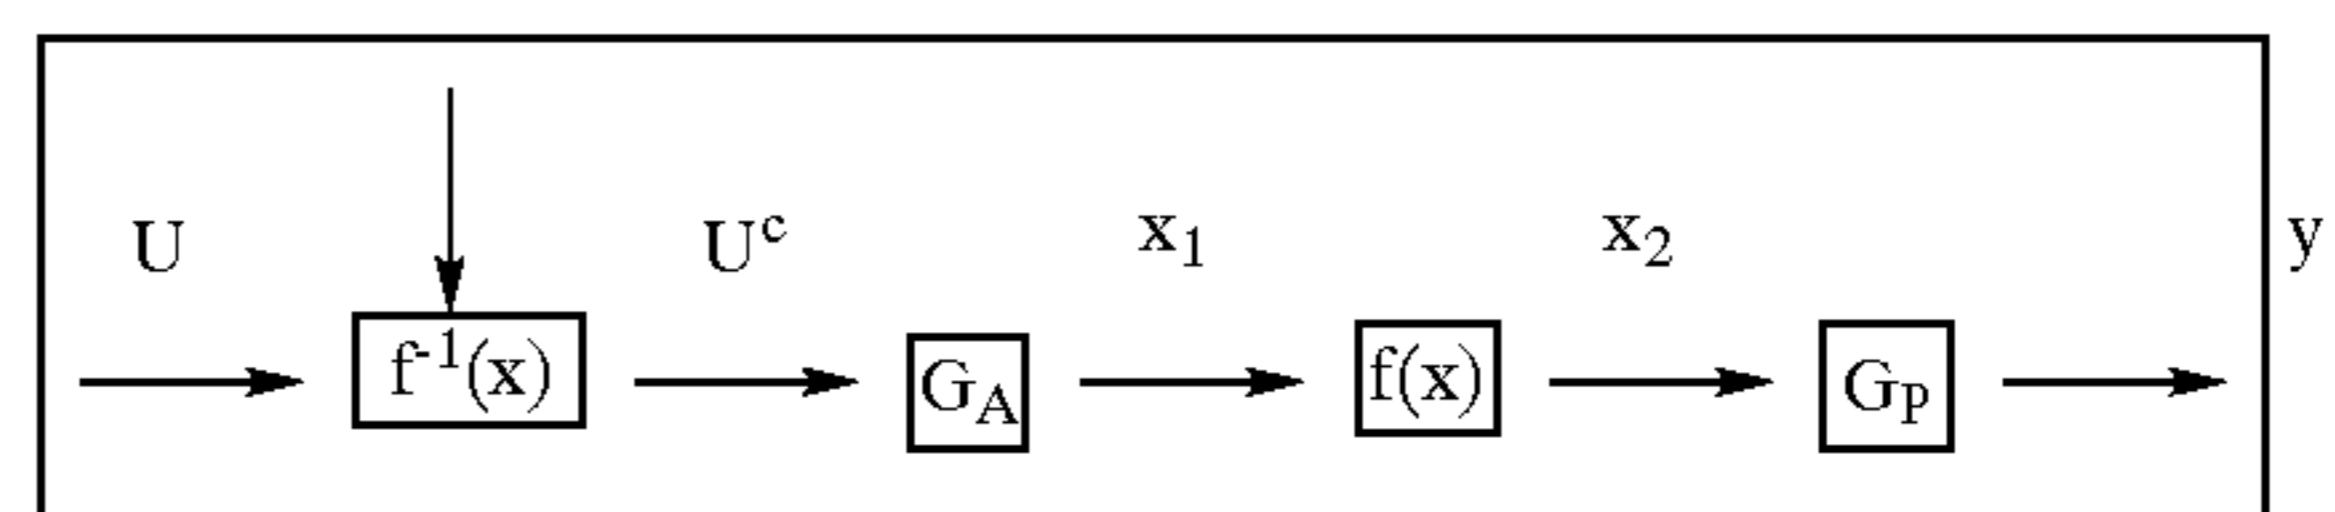 U U^c x_1 x_2 y
f^{-1}(x) G_A f(x) G_P